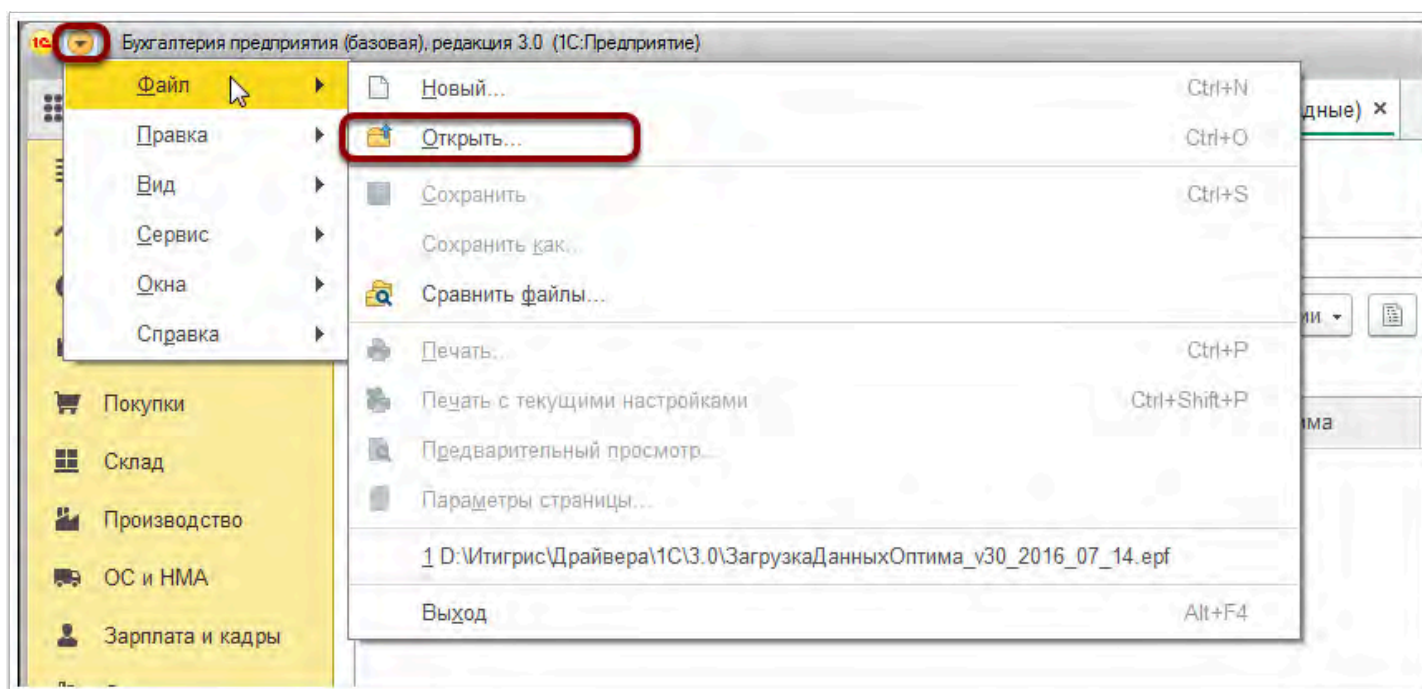 1С Бухгалтерия предприятия (базовая), редакция 3.0 (1С:Предприятие)
Файл
Правка
Вид
Сервис
Окна
Справка
Новый... Ctrl+N
Открыть... Ctrl+O
Сохранить Ctrl+S
Сохранить как...
Сравнить файлы...
Печать... Ctrl+P
Печать с текущими настройками Ctrl+Shift+P
Предварительный просмотр...
Параметры страницы...
1 D:\Итигрис\Драйвера\1С\3.0\ЗагрузкаДанныхОптима_v30_2016_07_14.epf
Выход Alt+F4
дные) ×
ии
има
Покупки
Склад
Производство
ОС и НМА
Зарплата и кадры